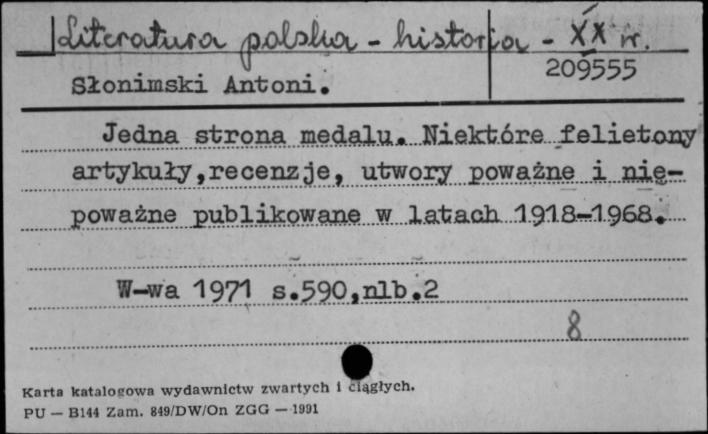 Literatura polska - historia - XX w.
209555
Słonimski Antoni.
Jedna strona medalu. Niektóre felietony
artykuły,recenzje, utwory poważne i nie-
poważne publikowane w latach 1918-1968.
W-wa 1971 s.590,nlb.2
8
Karta katalogowa wydawnictw zwartych i ciągłych.
PU — B144 Zam. 849/DW/On ZGG — 1991